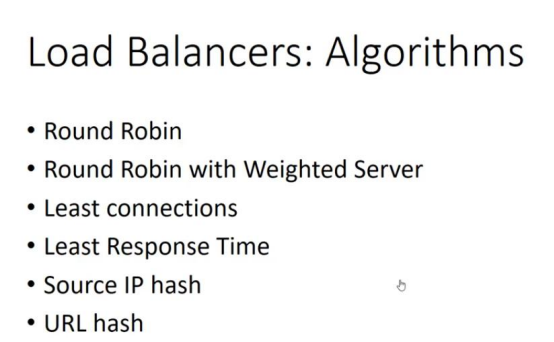 Load Balancers: Algorithms
• Round Robin
• Round Robin with Weighted Server
• Least connections
• Least Response Time
• Source IP hash
• URL hash